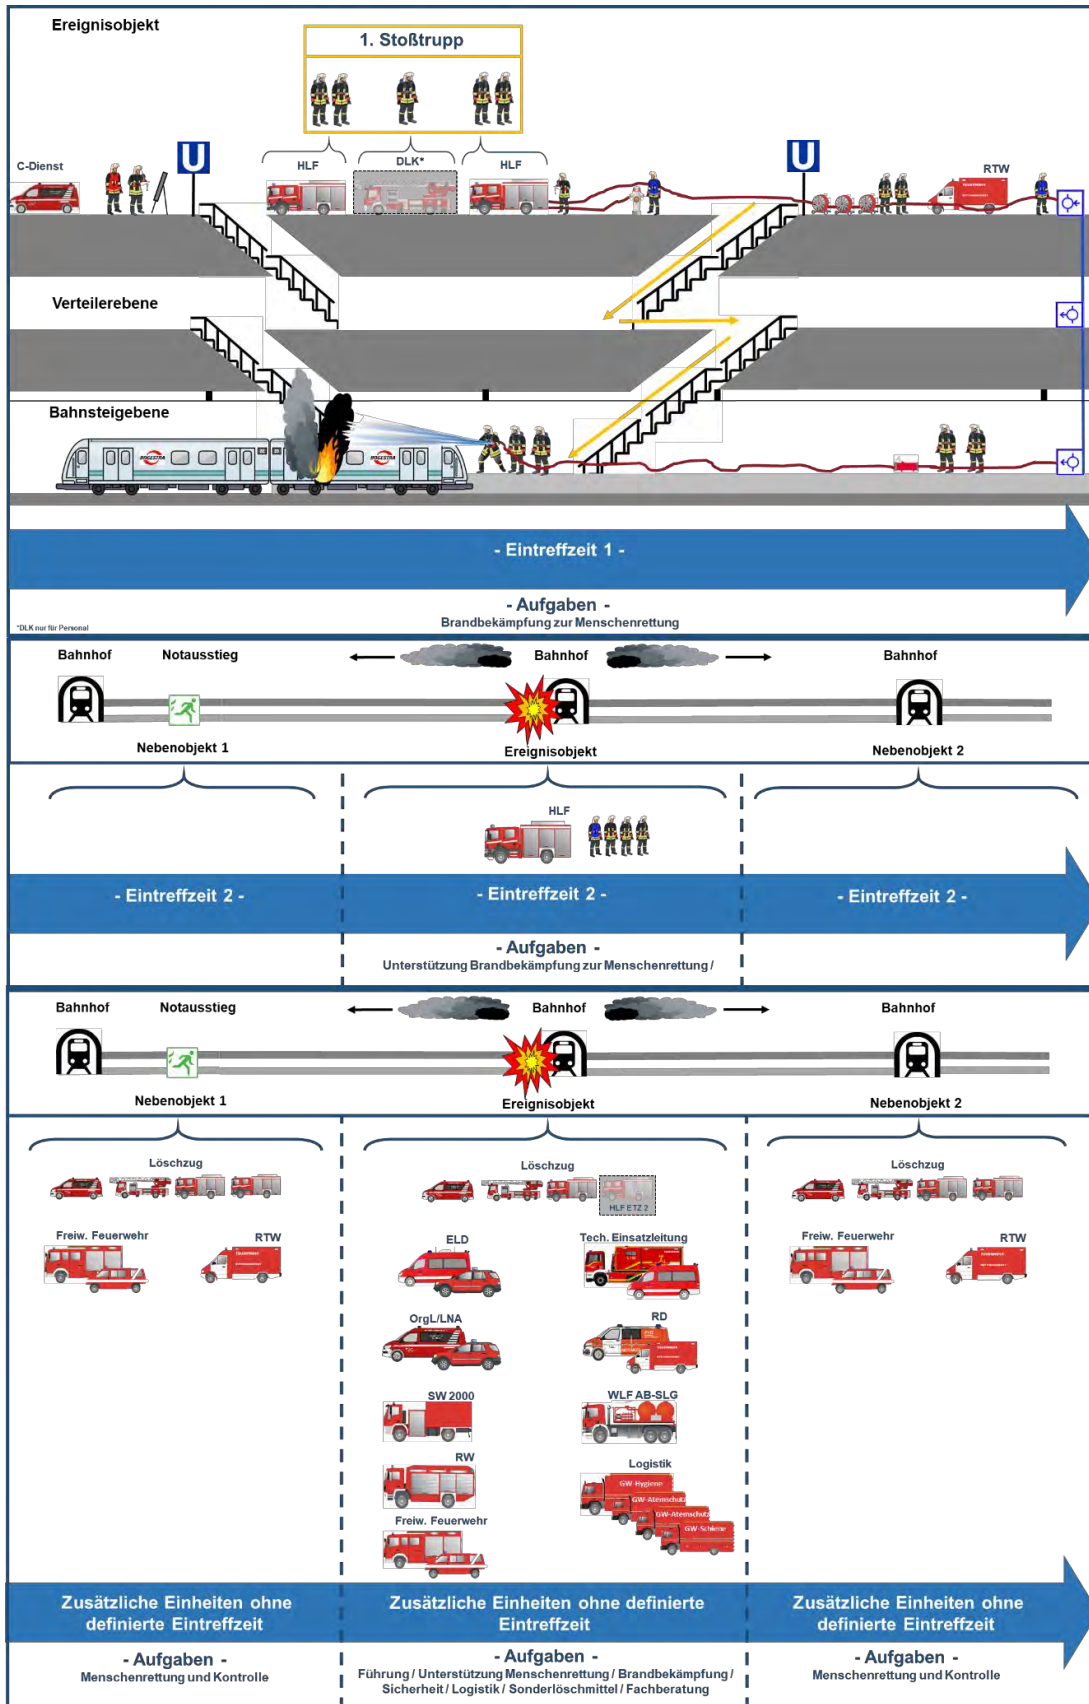 Ereignisobjekt
1. Stoßtrupp
C-Dienst
U
HLF
DLK*
HLF
U
RTW
Verteilerebene
Bahnsteigebene
BOGESTRA
BOGESTRA
- Eintreffzeit 1 -
- Aufgaben -
Brandbekämpfung zur Menschenrettung
*DLK nur für Personal
Bahnhof
Notausstieg
Bahnhof
Bahnhof
Nebenobjekt 1
Ereignisobjekt
Nebenobjekt 2
HLF
- Eintreffzeit 2 -
- Eintreffzeit 2 -
- Eintreffzeit 2 -
- Aufgaben -
Unterstützung Brandbekämpfung zur Menschenrettung /
Bahnhof
Notausstieg
Bahnhof
Bahnhof
Nebenobjekt 1
Ereignisobjekt
Nebenobjekt 2
Löschzug
Löschzug
Löschzug
HLF ETZ 2
Freiw. Feuerwehr
RTW
ELD
Tech. Einsatzleitung
Freiw. Feuerwehr
RTW
OrgL/LNA
RD
SW 2000
WLF AB-SLG
RW
Logistik
GW-Hygiene
GW-Atemschutz
GW-Atemschutz
GW-Schiene
Freiw. Feuerwehr
Zusätzliche Einheiten ohne
definierte Eintreffzeit
Zusätzliche Einheiten ohne definierte
Eintreffzeit
Zusätzliche Einheiten ohne
definierte Eintreffzeit
- Aufgaben -
Menschenrettung und Kontrolle
- Aufgaben -
Führung / Unterstützung Menschenrettung / Brandbekämpfung /
Sicherheit / Logistik / Sonderlöschmittel / Fachberatung
- Aufgaben -
Menschenrettung und Kontrolle